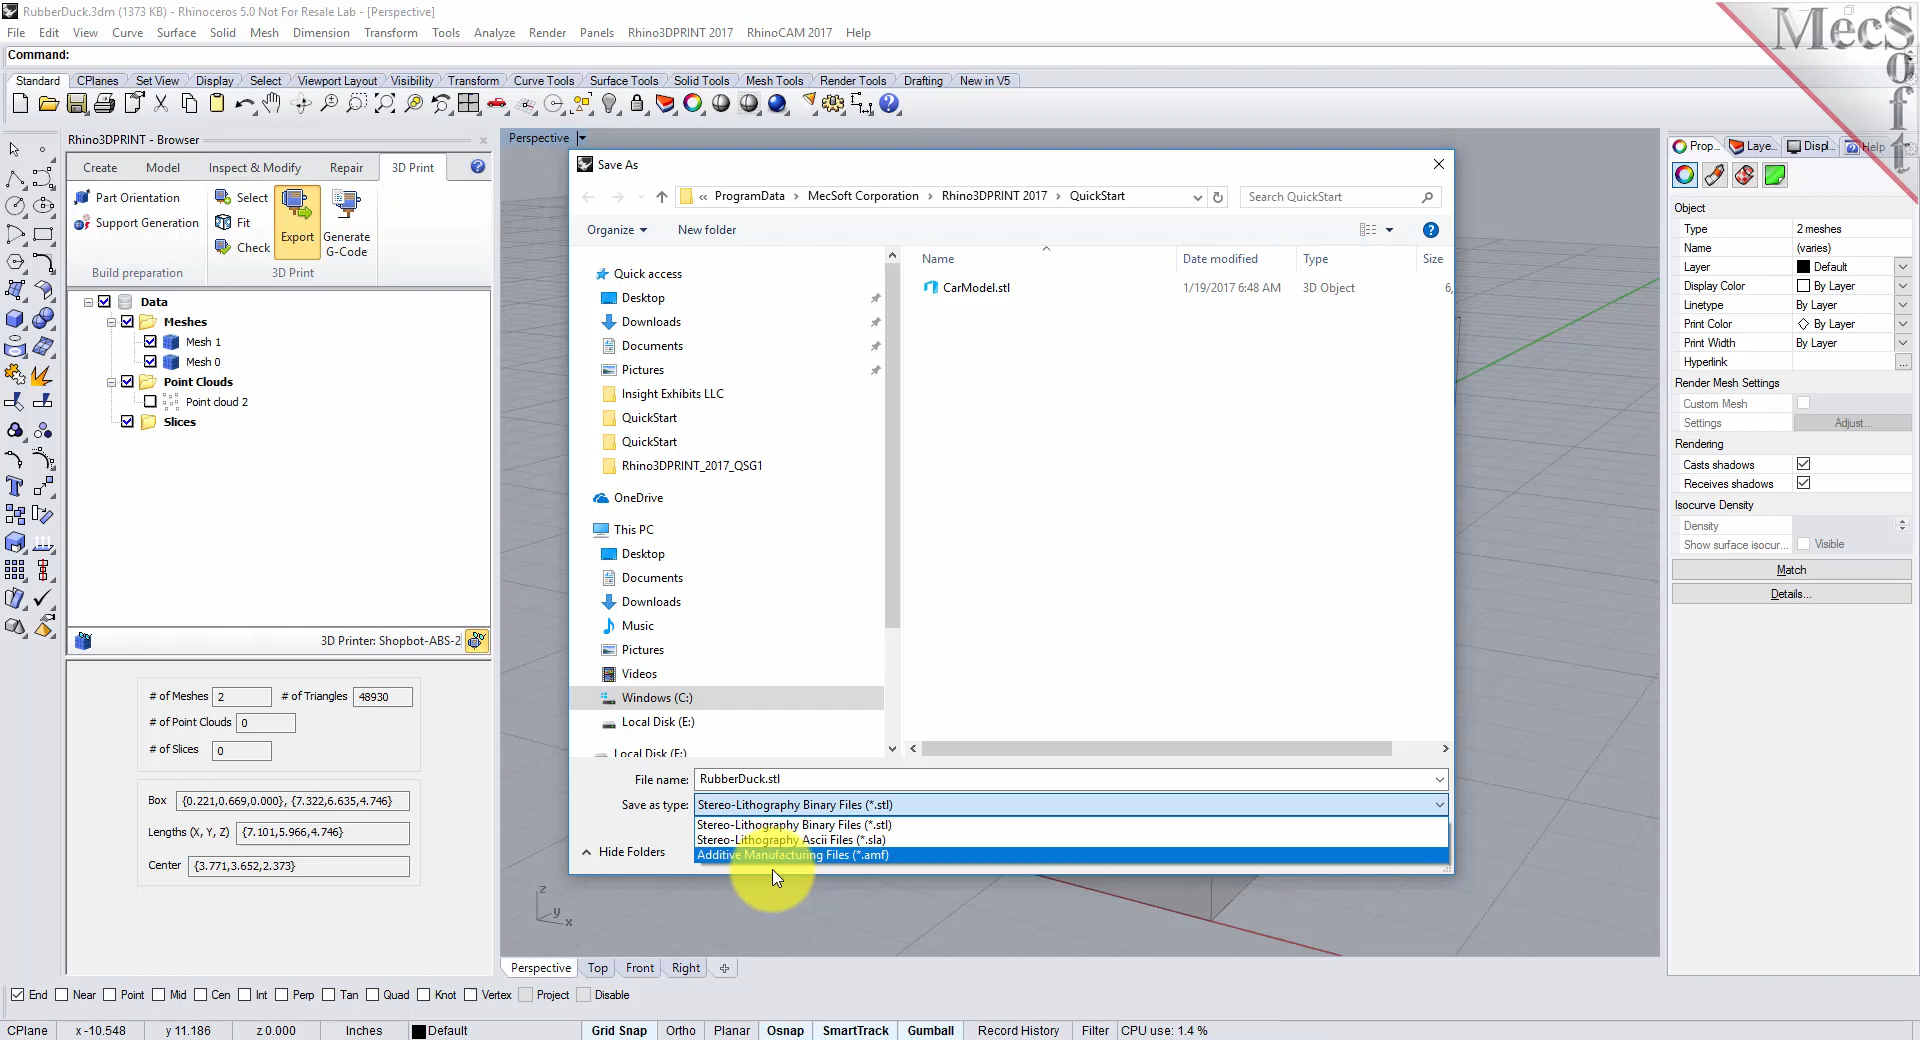 RubberDuck.3dm (1373 KB) - Rhinoceros 5.0 Not For Resale Lab - [Perspective]
File Edit View Curve Surface Solid Mesh Dimension Transform Tools Analyze Render Panels Rhino3DPRINT 2017 RhinoCAM 2017 Help
MecSoft
Command:
Standard CPlanes Set View Display Select Viewport Layout Visibility Transform Curve Tools Surface Tools Solid Tools Mesh Tools Render Tools Drafting New in V5
Rhino3DPRINT - Browser
Create Model Inspect & Modify Repair 3D Print
Part Orientation
Support Generation
Build preparation
Select
Fit
Check
Export
Generate
G-Code
3D Print
Data
Meshes
Mesh 1
Mesh 0
Point Clouds
Point cloud 2
Slices
3D Printer: Shopbot-ABS-2
# of Meshes 2 # of Triangles 48930
# of Point Clouds 0
# of Slices 0
Box {0.221,0.669,0.000}, {7.322,6.635,4.746}
Lengths (X, Y, Z) {7.101,5.966,4.746}
Center {3.771,3.652,2.373}
Perspective
Save As
« ProgramData > MecSoft Corporation > Rhino3DPRINT 2017 > QuickStart
Search QuickStart
Organize New folder
Quick access
Desktop
Downloads
Documents
Pictures
Insight Exhibits LLC
QuickStart
QuickStart
Rhino3DPRINT_2017_QSG1
OneDrive
This PC
Desktop
Documents
Downloads
Music
Pictures
Videos
Windows (C:)
Local Disk (E:)
Local Disk (F:)
Name Date modified Type Size
CarModel.stl 1/19/2017 6:48 AM 3D Object 6,
File name: RubberDuck.stl
Save as type: Stereo-Lithography Binary Files (*.stl)
Stereo-Lithography Binary Files (*.stl)
Stereo-Lithography Ascii Files (*.sla)
Additive Manufacturing Files (*.amf)
Hide Folders
z
y
x
Perspective Top Front Right
Prop... Laye... Displ... Help
Object
Type 2 meshes
Name (varies)
Layer Default
Display Color By Layer
Linetype By Layer
Print Color By Layer
Print Width By Layer
Hyperlink ...
Render Mesh Settings
Custom Mesh
Settings Adjust...
Rendering
Casts shadows
Receives shadows
Isocurve Density
Density
Show surface isocur... Visible
Match
Details...
End Near Point Mid Cen Int Perp Tan Quad Knot Vertex Project Disable
CPlane x -10.548 y 11.186 z 0.000 Inches Default Grid Snap Ortho Planar Osnap SmartTrack Gumball Record History Filter CPU use: 1.4 %